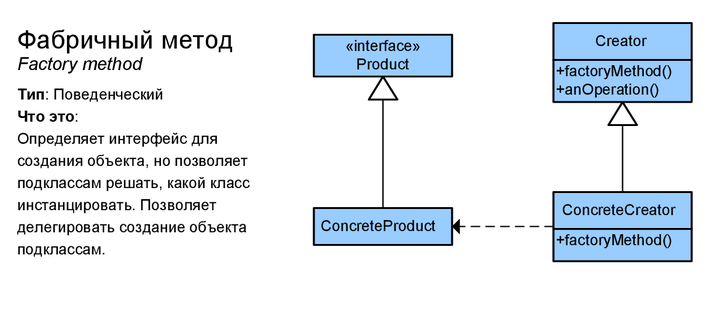 Фабричный метод
Factory method
Тип: Поведенческий
Что это:
Определяет интерфейс для
создания объекта, но позволяет
подклассам решать, какой класс
инстанцировать. Позволяет
делегировать создание объекта
подклассам.
«interface»
Product
ConcreteProduct
Creator
+factoryMethod()
+anOperation()
ConcreteCreator
+factoryMethod()